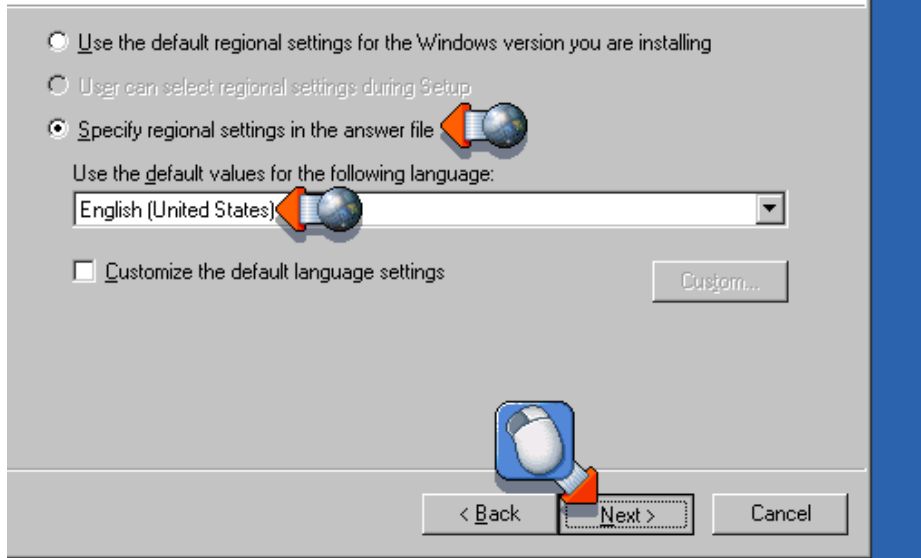 Use the default regional settings for the Windows version you are installing
User can select regional settings during Setup
Specify regional settings in the answer file
Use the default values for the following language:
English (United States)
Customize the default language settings
Custom...
< Back
Next >
Cancel